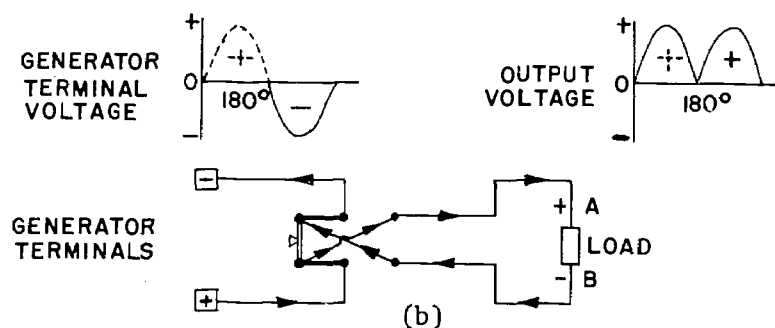 GENERATOR
TERMINAL
VOLTAGE
+
0
-
+
180°
-
OUTPUT
VOLTAGE
+
0
-
+
+
180°
GENERATOR
TERMINALS
-
+
+ A
LOAD
- B
(b)